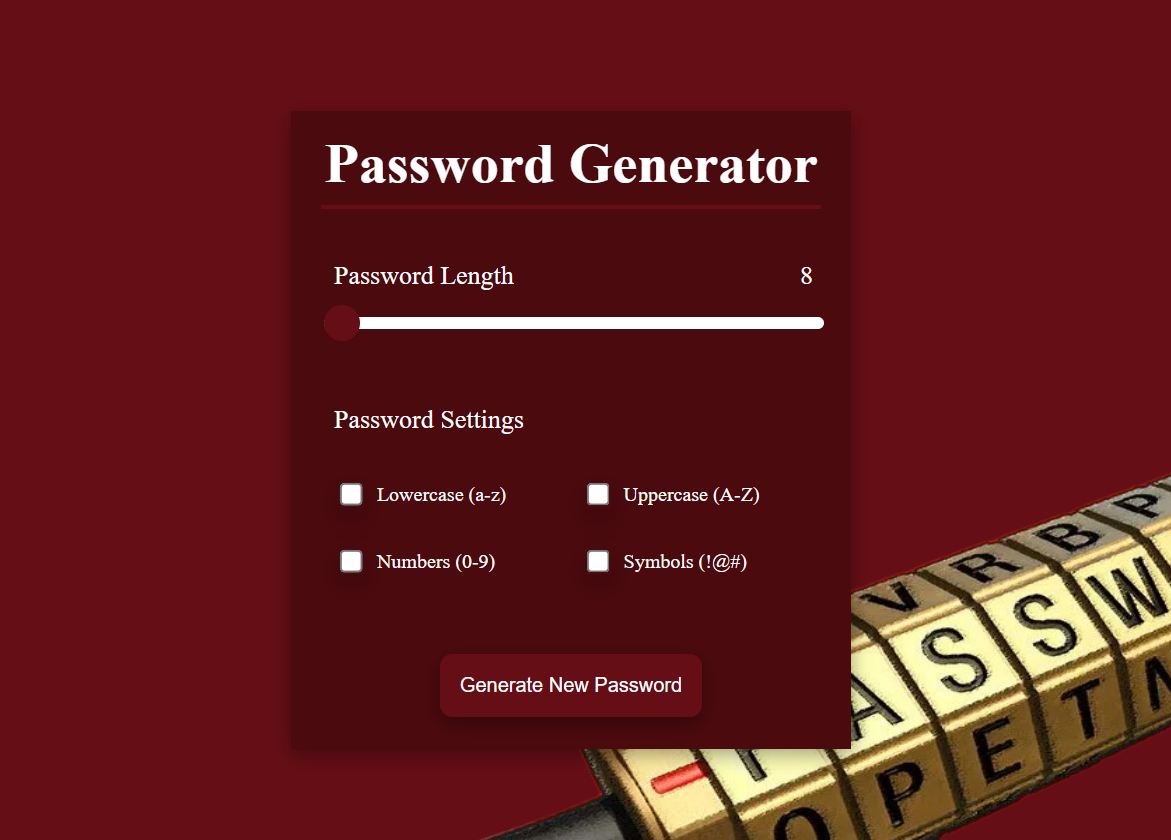 Password Generator
Password Length 8
Password Settings
Lowercase (a-z) Uppercase (A-Z)
Numbers (0-9) Symbols (!@#)
Generate New Password
V R B P
A S S W
O P E T